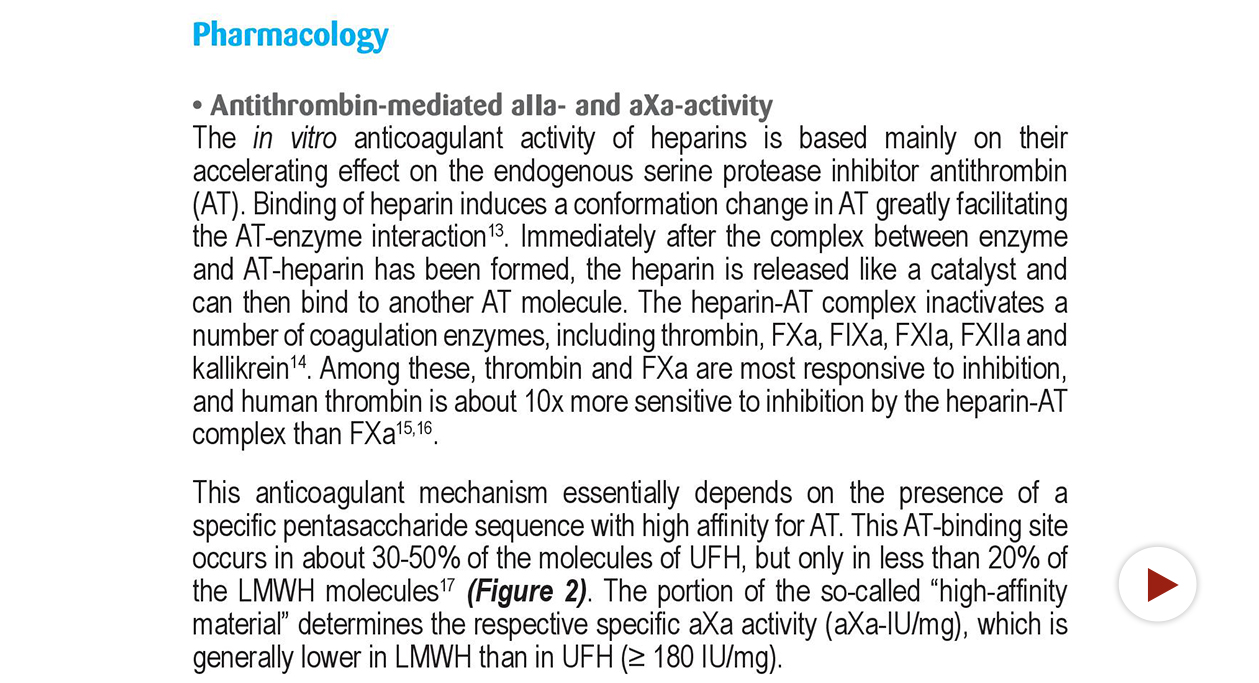 Pharmacology
• Antithrombin-mediated aIIa- and aXa-activity
The in vitro anticoagulant activity of heparins is based mainly on their
accelerating effect on the endogenous serine protease inhibitor antithrombin
(AT). Binding of heparin induces a conformation change in AT greatly facilitating
the AT-enzyme interaction¹³. Immediately after the complex between enzyme
and AT-heparin has been formed, the heparin is released like a catalyst and
can then bind to another AT molecule. The heparin-AT complex inactivates a
number of coagulation enzymes, including thrombin, FXa, FIXa, FXIa, FXIIa and
kallikrein¹⁴. Among these, thrombin and FXa are most responsive to inhibition,
and human thrombin is about 10x more sensitive to inhibition by the heparin-AT
complex than FXa¹⁵,¹⁶.
This anticoagulant mechanism essentially depends on the presence of a
specific pentasaccharide sequence with high affinity for AT. This AT-binding site
occurs in about 30-50% of the molecules of UFH, but only in less than 20% of
the LMWH molecules¹⁷ (Figure 2). The portion of the so-called “high-affinity
material” determines the respective specific aXa activity (aXa-IU/mg), which is
generally lower in LMWH than in UFH (≥ 180 IU/mg).